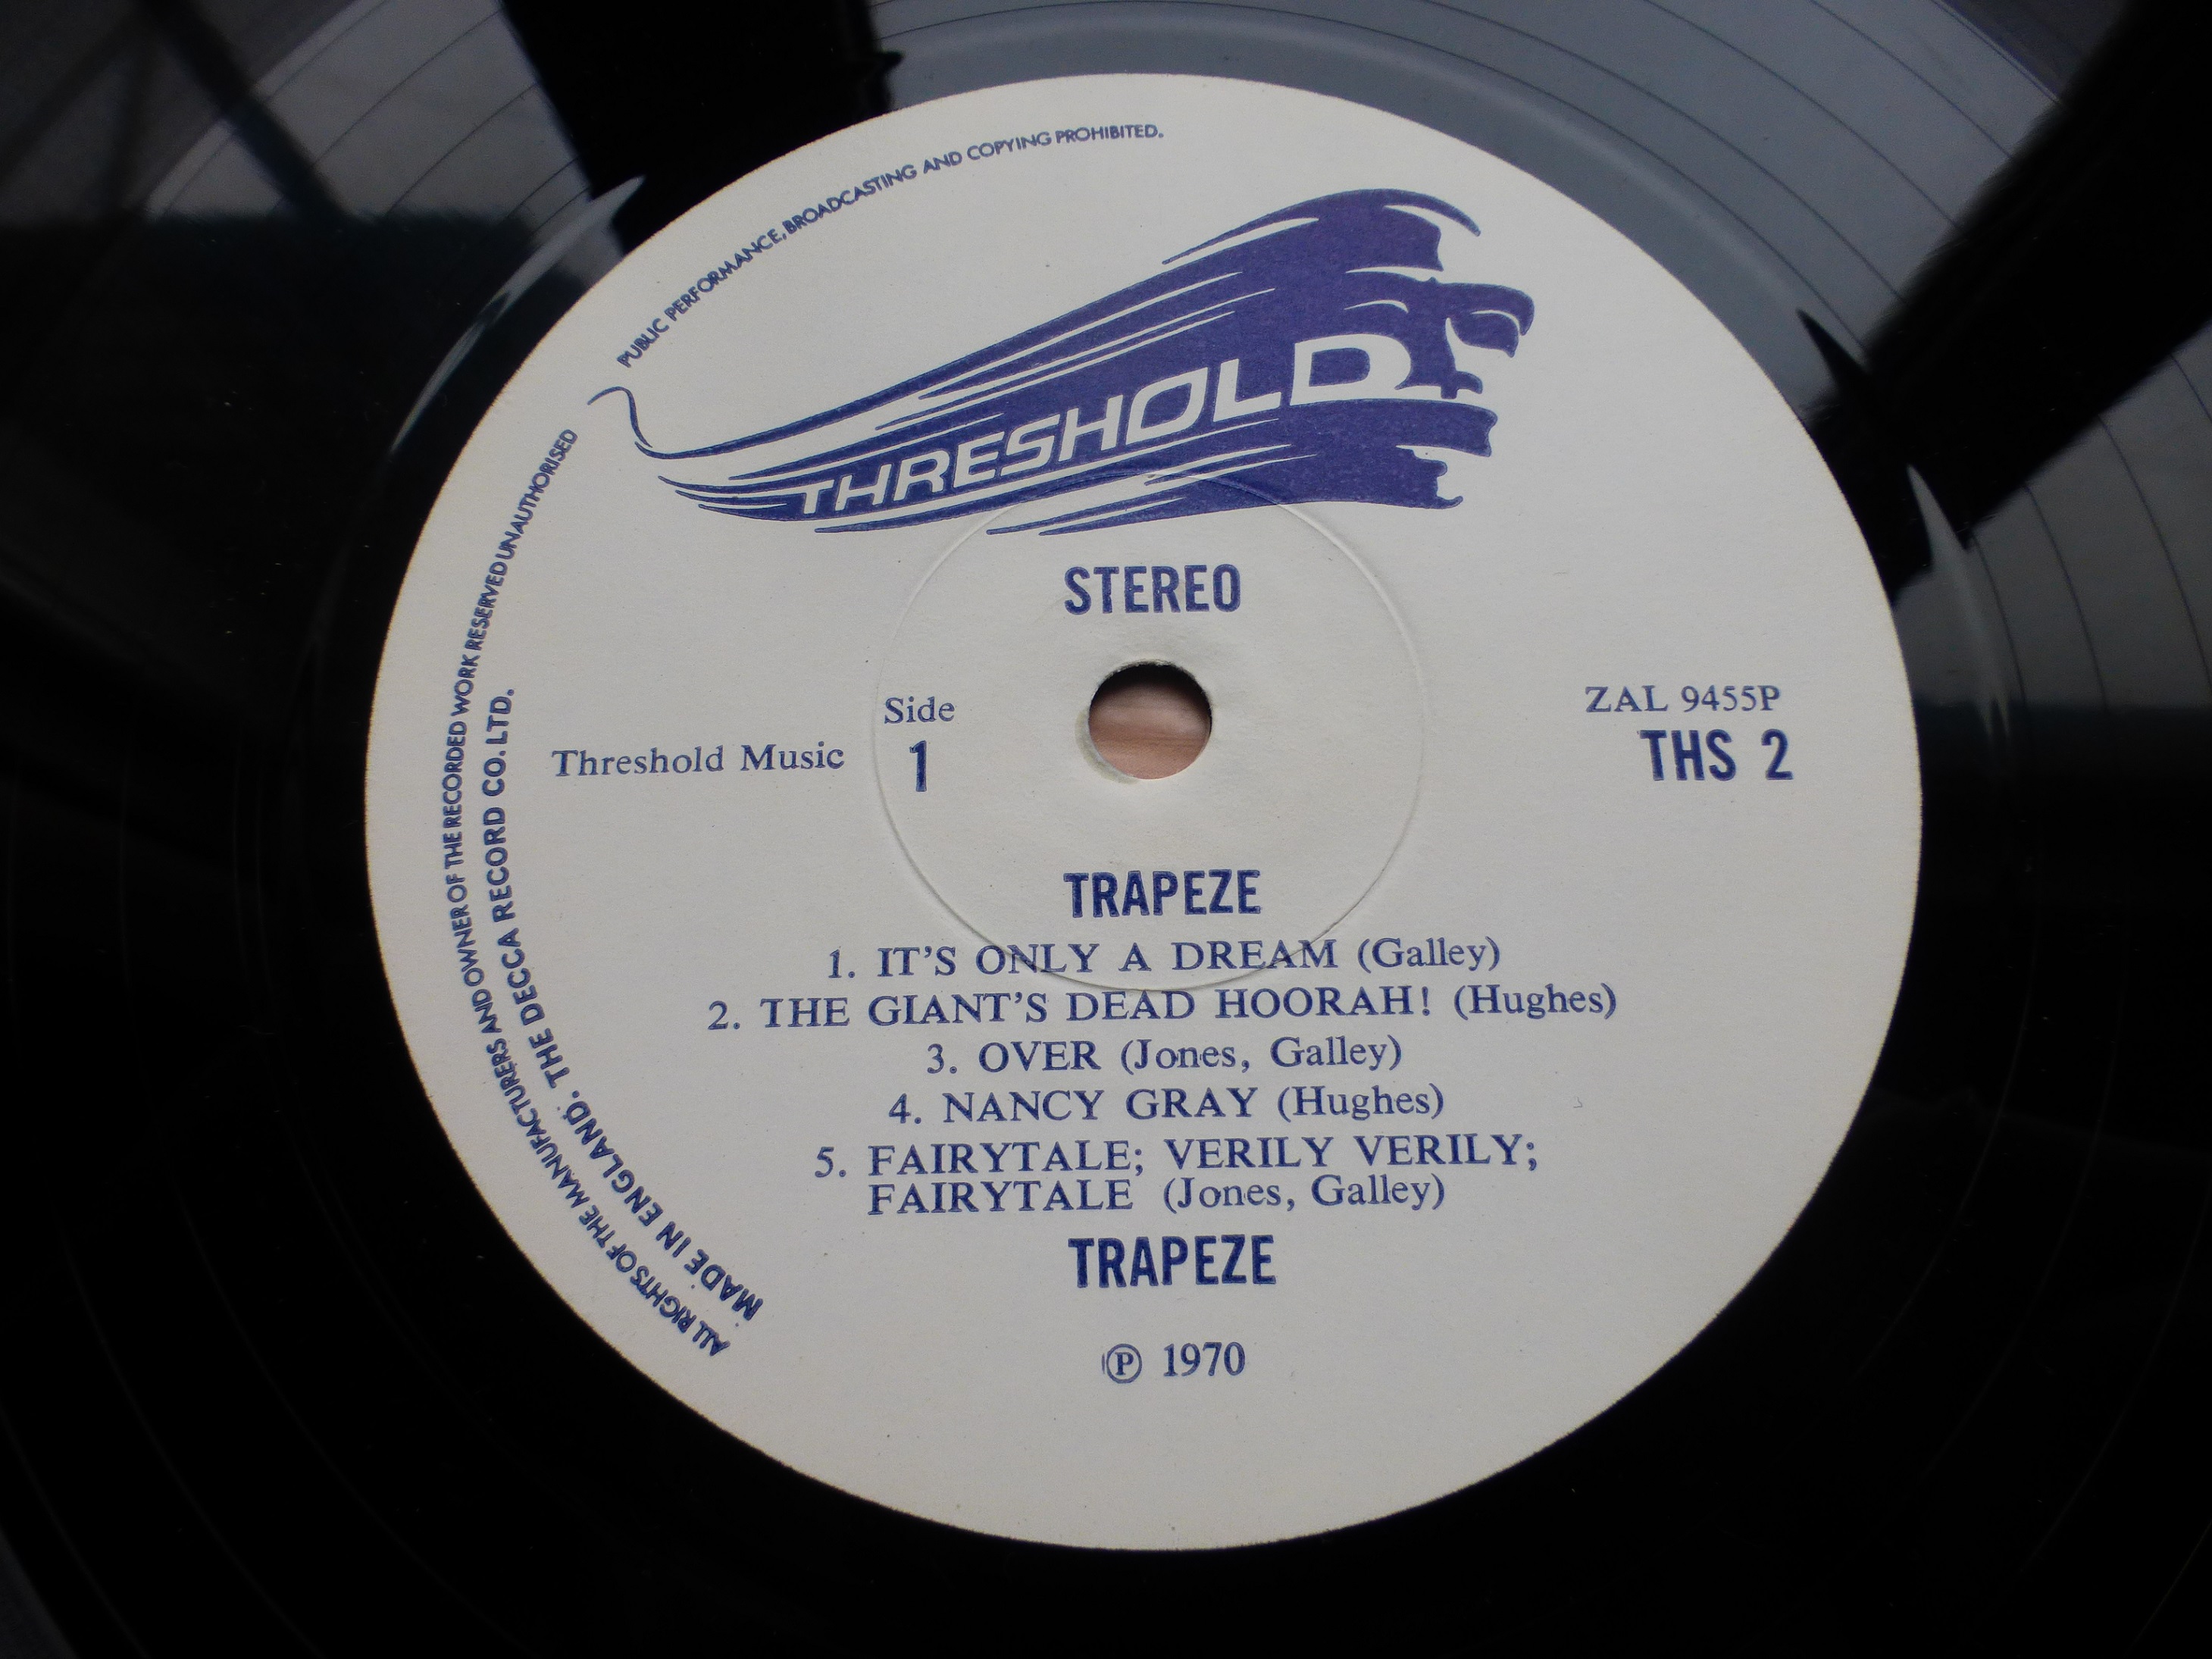 PUBLIC PERFORMANCE, BROADCASTING AND COPYING PROHIBITED.
THRESHOLD
STEREO
Side
1
Threshold Music
ZAL 9455P
THS 2
TRAPEZE
1. IT'S ONLY A DREAM (Galley)
2. THE GIANT'S DEAD HOORAH! (Hughes)
3. OVER (Jones, Galley)
4. NANCY GRAY (Hughes)
5. FAIRYTALE; VERILY VERILY;
FAIRYTALE (Jones, Galley)
TRAPEZE
℗ 1970
MADE IN ENGLAND. THE DECCA RECORD CO. LTD.
ALL RIGHTS OF THE MANUFACTURERS AND OWNER OF THE RECORDED WORK RESERVED UNAUTHORISED